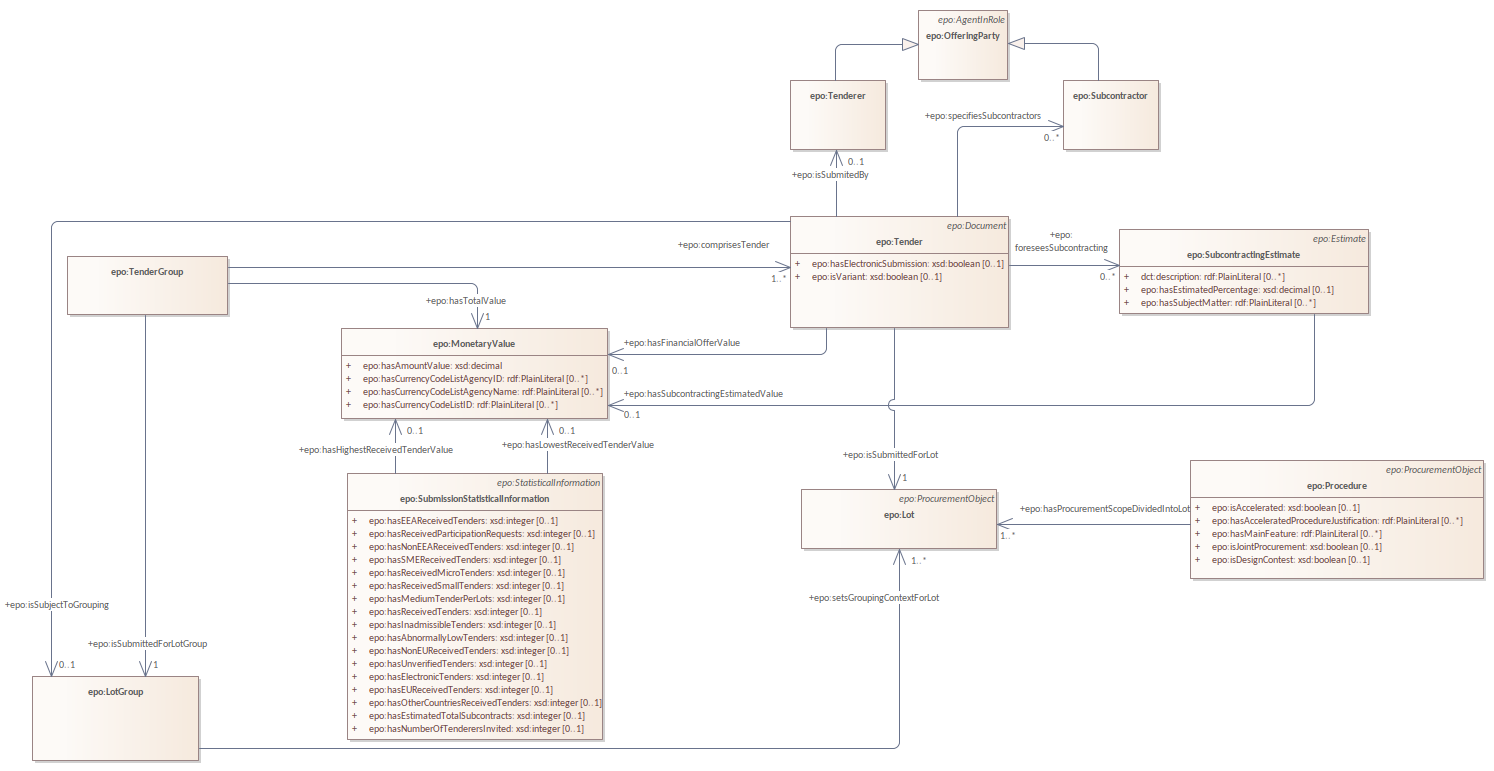 epo:AgentInRole
epo:OfferingParty
epo:Tenderer
epo:Subcontractor
+epo:specifiesSubcontractors
0..*
0..1
+epo:isSubmitedBy
epo:Document
epo:Tender
+ epo:hasElectronicSubmission: xsd:boolean [0..1]
+ epo:isVariant: xsd:boolean [0..1]
+epo:
foreseesSubcontracting
0..*
epo:Estimate
epo:SubcontractingEstimate
+ dct:description: rdf:PlainLiteral [0..*]
+ epo:hasEstimatedPercentage: xsd:decimal [0..1]
+ epo:hasSubjectMatter: rdf:PlainLiteral [0..*]
+epo:comprisesTender
1..*
epo:TenderGroup
+epo:hasTotalValue
1
epo:MonetaryValue
+ epo:hasAmountValue: xsd:decimal
+ epo:hasCurrencyCodeListAgencyID: rdf:PlainLiteral [0..*]
+ epo:hasCurrencyCodeListAgencyName: rdf:PlainLiteral [0..*]
+ epo:hasCurrencyCodeListID: rdf:PlainLiteral [0..*]
+epo:hasFinancialOfferValue
0..1
+epo:hasSubcontractingEstimatedValue
0..1
0..1
+epo:hasHighestReceivedTenderValue
0..1
+epo:hasLowestReceivedTenderValue
+epo:isSubmittedForLot
1
epo:StatisticalInformation
epo:SubmissionStatisticalInformation
+ epo:hasEEAReceivedTenders: xsd:integer [0..1]
+ epo:hasReceivedParticipationRequests: xsd:integer [0..1]
+ epo:hasNonEEAReceivedTenders: xsd:integer [0..1]
+ epo:hasSMEReceivedTenders: xsd:integer [0..1]
+ epo:hasReceivedMicroTenders: xsd:integer [0..1]
+ epo:hasReceivedSmallTenders: xsd:integer [0..1]
+ epo:hasMediumTenderPerLots: xsd:integer [0..1]
+ epo:hasReceivedTenders: xsd:integer [0..1]
+ epo:hasInadmissibleTenders: xsd:integer [0..1]
+ epo:hasAbnormallyLowTenders: xsd:integer [0..1]
+ epo:hasNonEUReceivedTenders: xsd:integer [0..1]
+ epo:hasUnverifiedTenders: xsd:integer [0..1]
+ epo:hasElectronicTenders: xsd:integer [0..1]
+ epo:hasEUReceivedTenders: xsd:integer [0..1]
+ epo:hasOtherCountriesReceivedTenders: xsd:integer [0..1]
+ epo:hasEstimatedTotalSubcontracts: xsd:integer [0..1]
+ epo:hasNumberOfTenderersInvited: xsd:integer [0..1]
epo:ProcurementObject
epo:Lot
+epo:hasProcurementScopeDividedIntoLot
1..*
epo:ProcurementObject
epo:Procedure
+ epo:isAccelerated: xsd:boolean [0..1]
+ epo:hasAcceleratedProcedureJustification: rdf:PlainLiteral [0..*]
+ epo:hasMainFeature: rdf:PlainLiteral [0..*]
+ epo:isJointProcurement: xsd:boolean [0..1]
+ epo:isDesignContest: xsd:boolean [0..1]
1..*
+epo:setsGroupingContextForLot
+epo:isSubjectToGrouping
0..1
+epo:isSubmittedForLotGroup
1
epo:LotGroup